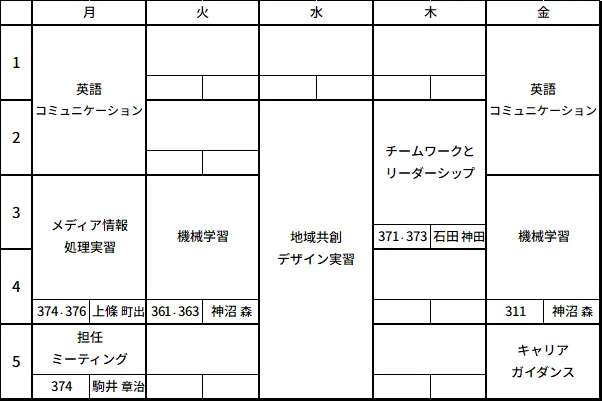 月 火 水 木 金
1
英語
コミュニケーション
英語
コミュニケーション
2
チームワークと
リーダーシップ
3
メディア情報
処理実習
機械学習
地域共創
デザイン実習
371・373 石田 神田
機械学習
4
374・376 上條 町出 361・363 神沼 森 311 神沼 森
5
担任
ミーティング
374 駒井 章治
キャリア
ガイダンス